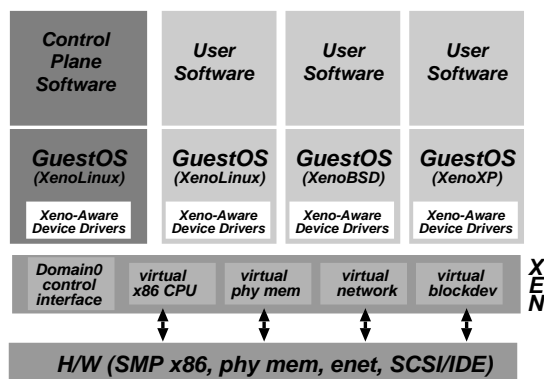 Control
Plane
Software
User
Software
User
Software
User
Software
GuestOS
(XenoLinux)
GuestOS
(XenoLinux)
GuestOS
(XenoBSD)
GuestOS
(XenoXP)
Xeno-Aware
Device Drivers
Xeno-Aware
Device Drivers
Xeno-Aware
Device Drivers
Xeno-Aware
Device Drivers
Domain0
control
interface
virtual
x86 CPU
virtual
phy mem
virtual
network
virtual
blockdev
X
E
N
H/W (SMP x86, phy mem, enet, SCSI/IDE)